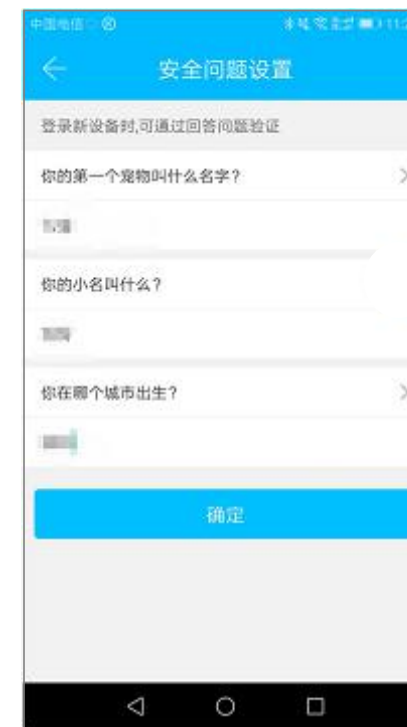 中国电信
安全问题设置
登录新设备时,可通过回答问题验证
你的第一个宠物叫什么名字?
你的小名叫什么?
你在哪个城市出生?
确定